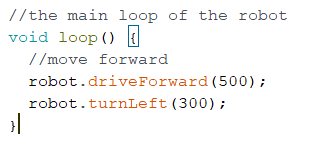 //the main loop of the robot
void loop() {
  //move forward
  robot.driveForward(500);
  robot.turnLeft(300);
}